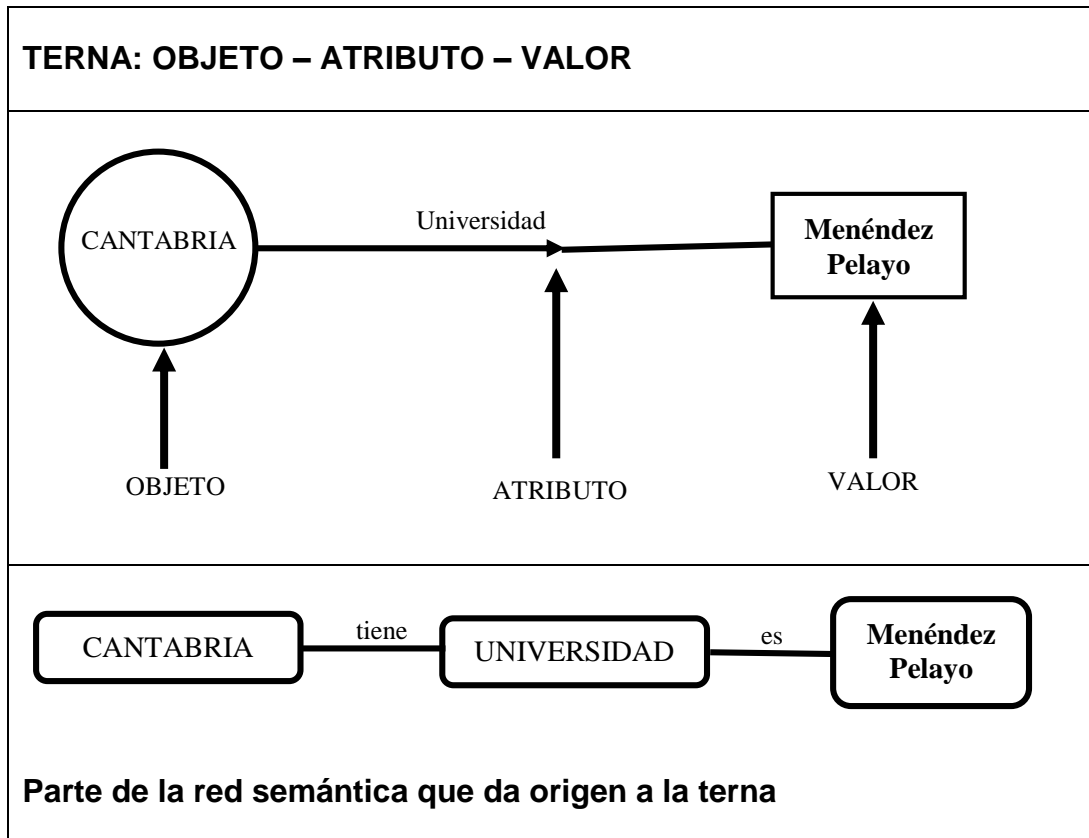 TERNA: OBJETO – ATRIBUTO – VALOR
CANTABRIA
Universidad
Menéndez
Pelayo
OBJETO
ATRIBUTO
VALOR
CANTABRIA
tiene
UNIVERSIDAD
es
Menéndez
Pelayo
Parte de la red semántica que da origen a la terna